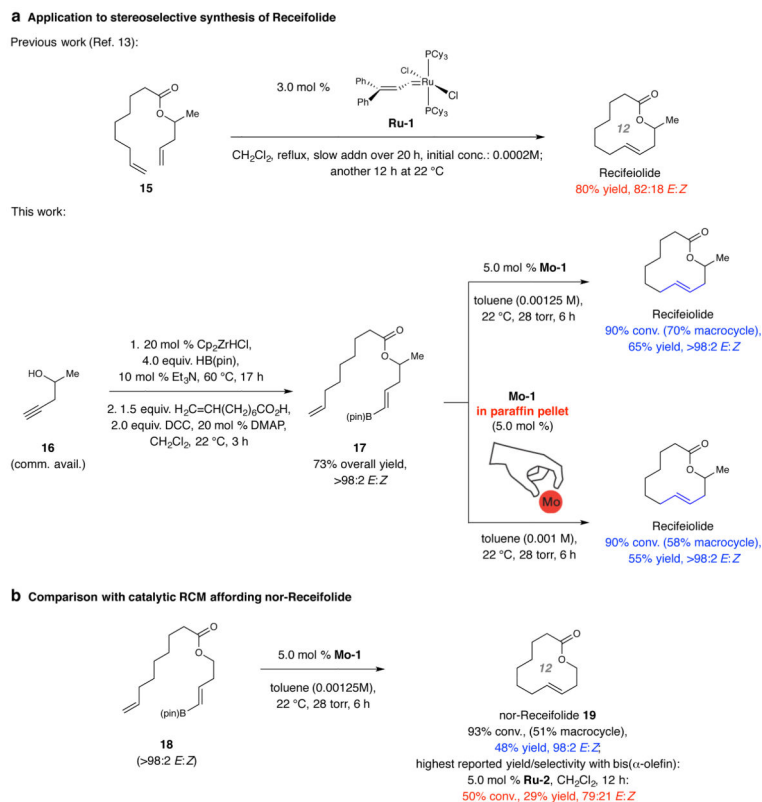 a Application to stereoselective synthesis of Receifolide
Previous work (Ref. 13):
O
O
Me
15
3.0 mol %
PCy3
Cl
Ph
Ru
Ph
Cl
PCy3
Ru-1
CH2Cl2, reflux, slow addn over 20 h, initial conc.: 0.0002M;
another 12 h at 22 °C
O
O
Me
12
Recifeiolide
80% yield, 82:18 E:Z
This work:
HO
Me
16
(comm. avail.)
1. 20 mol % Cp2ZrHCl,
4.0 equiv. HB(pin),
10 mol % Et3N, 60 °C, 17 h
2. 1.5 equiv. H2C=CH(CH2)6CO2H,
2.0 equiv. DCC, 20 mol % DMAP,
CH2Cl2, 22 °C, 3 h
O
O
Me
(pin)B
17
73% overall yield,
>98:2 E:Z
5.0 mol % Mo-1
toluene (0.00125 M),
22 °C, 28 torr, 6 h
O
O
Me
Recifeiolide
90% conv. (70% macrocycle),
65% yield, >98:2 E:Z
Mo-1
in paraffin pellet
(5.0 mol %)
Mo
toluene (0.001 M),
22 °C, 28 torr, 6 h
O
O
Me
Recifeiolide
90% conv. (58% macrocycle),
55% yield, >98:2 E:Z
b Comparison with catalytic RCM affording nor-Receifolide
O
O
(pin)B
18
(>98:2 E:Z)
5.0 mol % Mo-1
toluene (0.00125M),
22 °C, 28 torr, 6 h
O
O
12
nor-Receifolide 19
93% conv., (51% macrocycle),
48% yield, 98:2 E:Z;
highest reported yield/selectivity with bis(α-olefin):
5.0 mol % Ru-2, CH2Cl2, 12 h:
50% conv., 29% yield, 79:21 E:Z